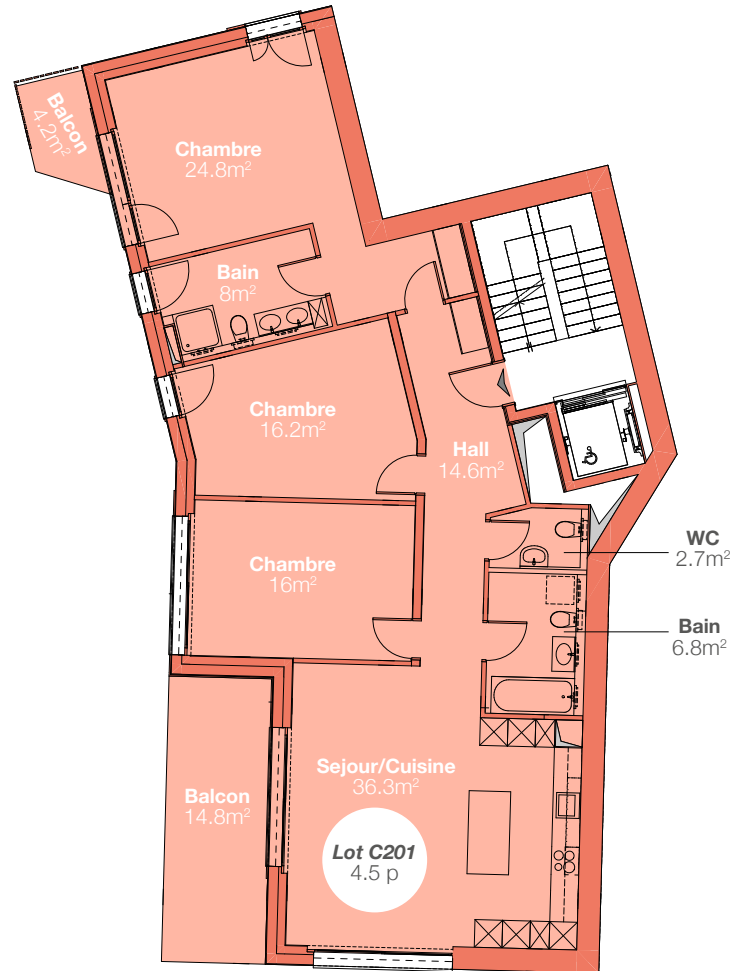 Balcon
4.2m²
Chambre
24.8m²
Bain
8m²
Chambre
16.2m²
Hall
14.6m²
WC
2.7m²
Chambre
16m²
Bain
6.8m²
Sejour/Cuisine
36.3m²
Balcon
14.8m²
Lot C201
4.5 p